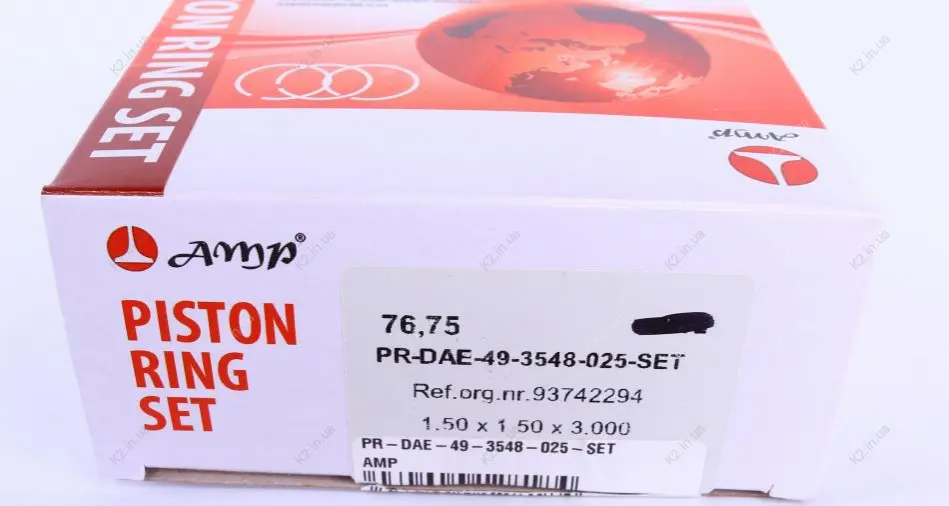 ON RING SET
AMP
AMP®
PISTON
RING
SET
76,75
PR-DAE-49-3548-025-SET
Ref.org.nr.93742294
1.50 x 1.50 x 3.000
PR-DAE-49-3548-025-SET
AMP
K2.in.ua